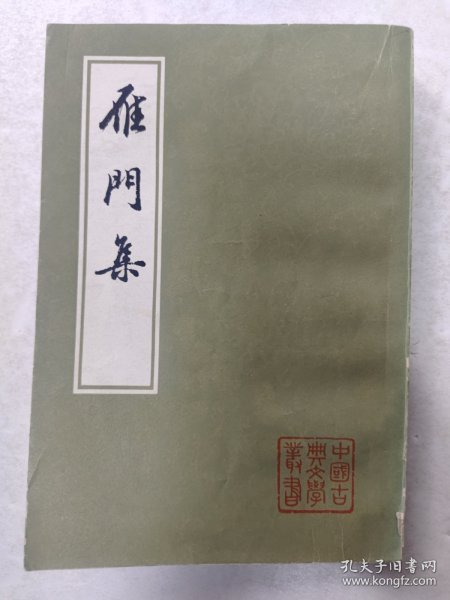 雁門集
中國古
典文學
叢書
孔夫子旧书网
www.kongfz.com